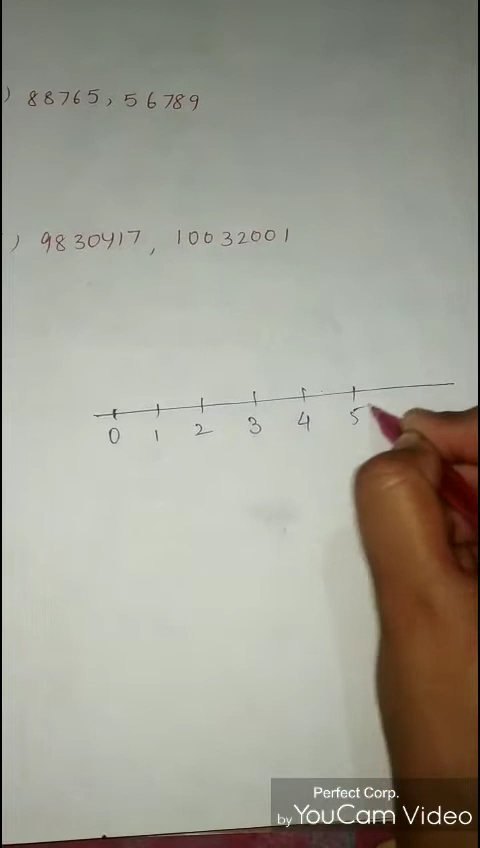 ) 88765, 56789
) 9830417, 10032001
0 1 2 3 4 5
Perfect Corp.
by YouCam Video